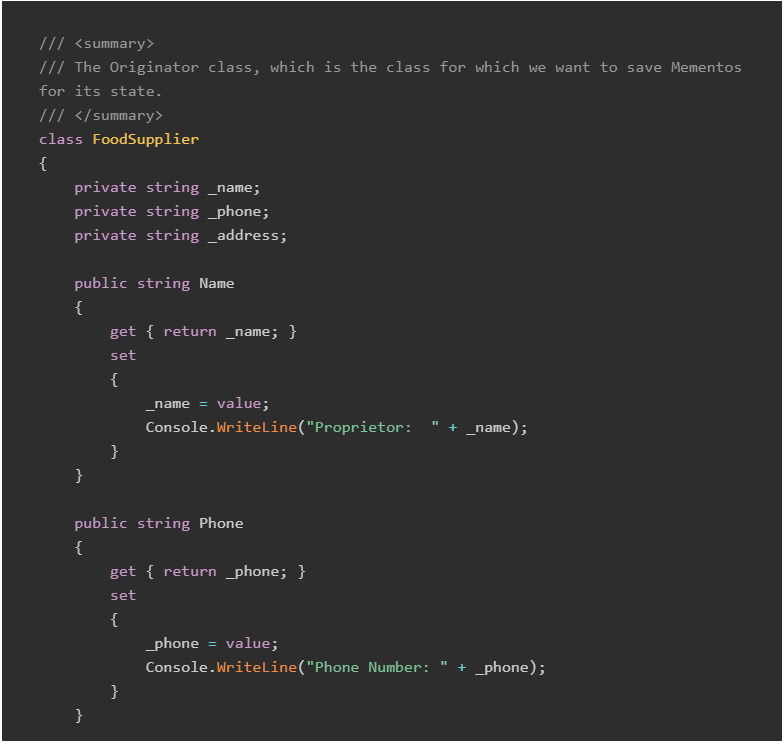 /// <summary>
/// The Originator class, which is the class for which we want to save Mementos
for its state.
/// </summary>
class FoodSupplier
{
    private string _name;
    private string _phone;
    private string _address;

    public string Name
    {
        get { return _name; }
        set
        {
            _name = value;
            Console.WriteLine("Proprietor:  " + _name);
        }
    }

    public string Phone
    {
        get { return _phone; }
        set
        {
            _phone = value;
            Console.WriteLine("Phone Number: " + _phone);
        }
    }